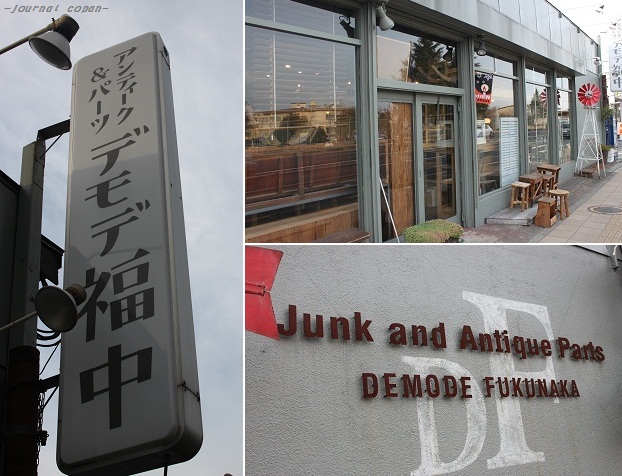 -journal copan-
アンティーク
&パーツ
デモデ福中
Junk and Antique Parts
DEMODE FUKUNAKA
DF